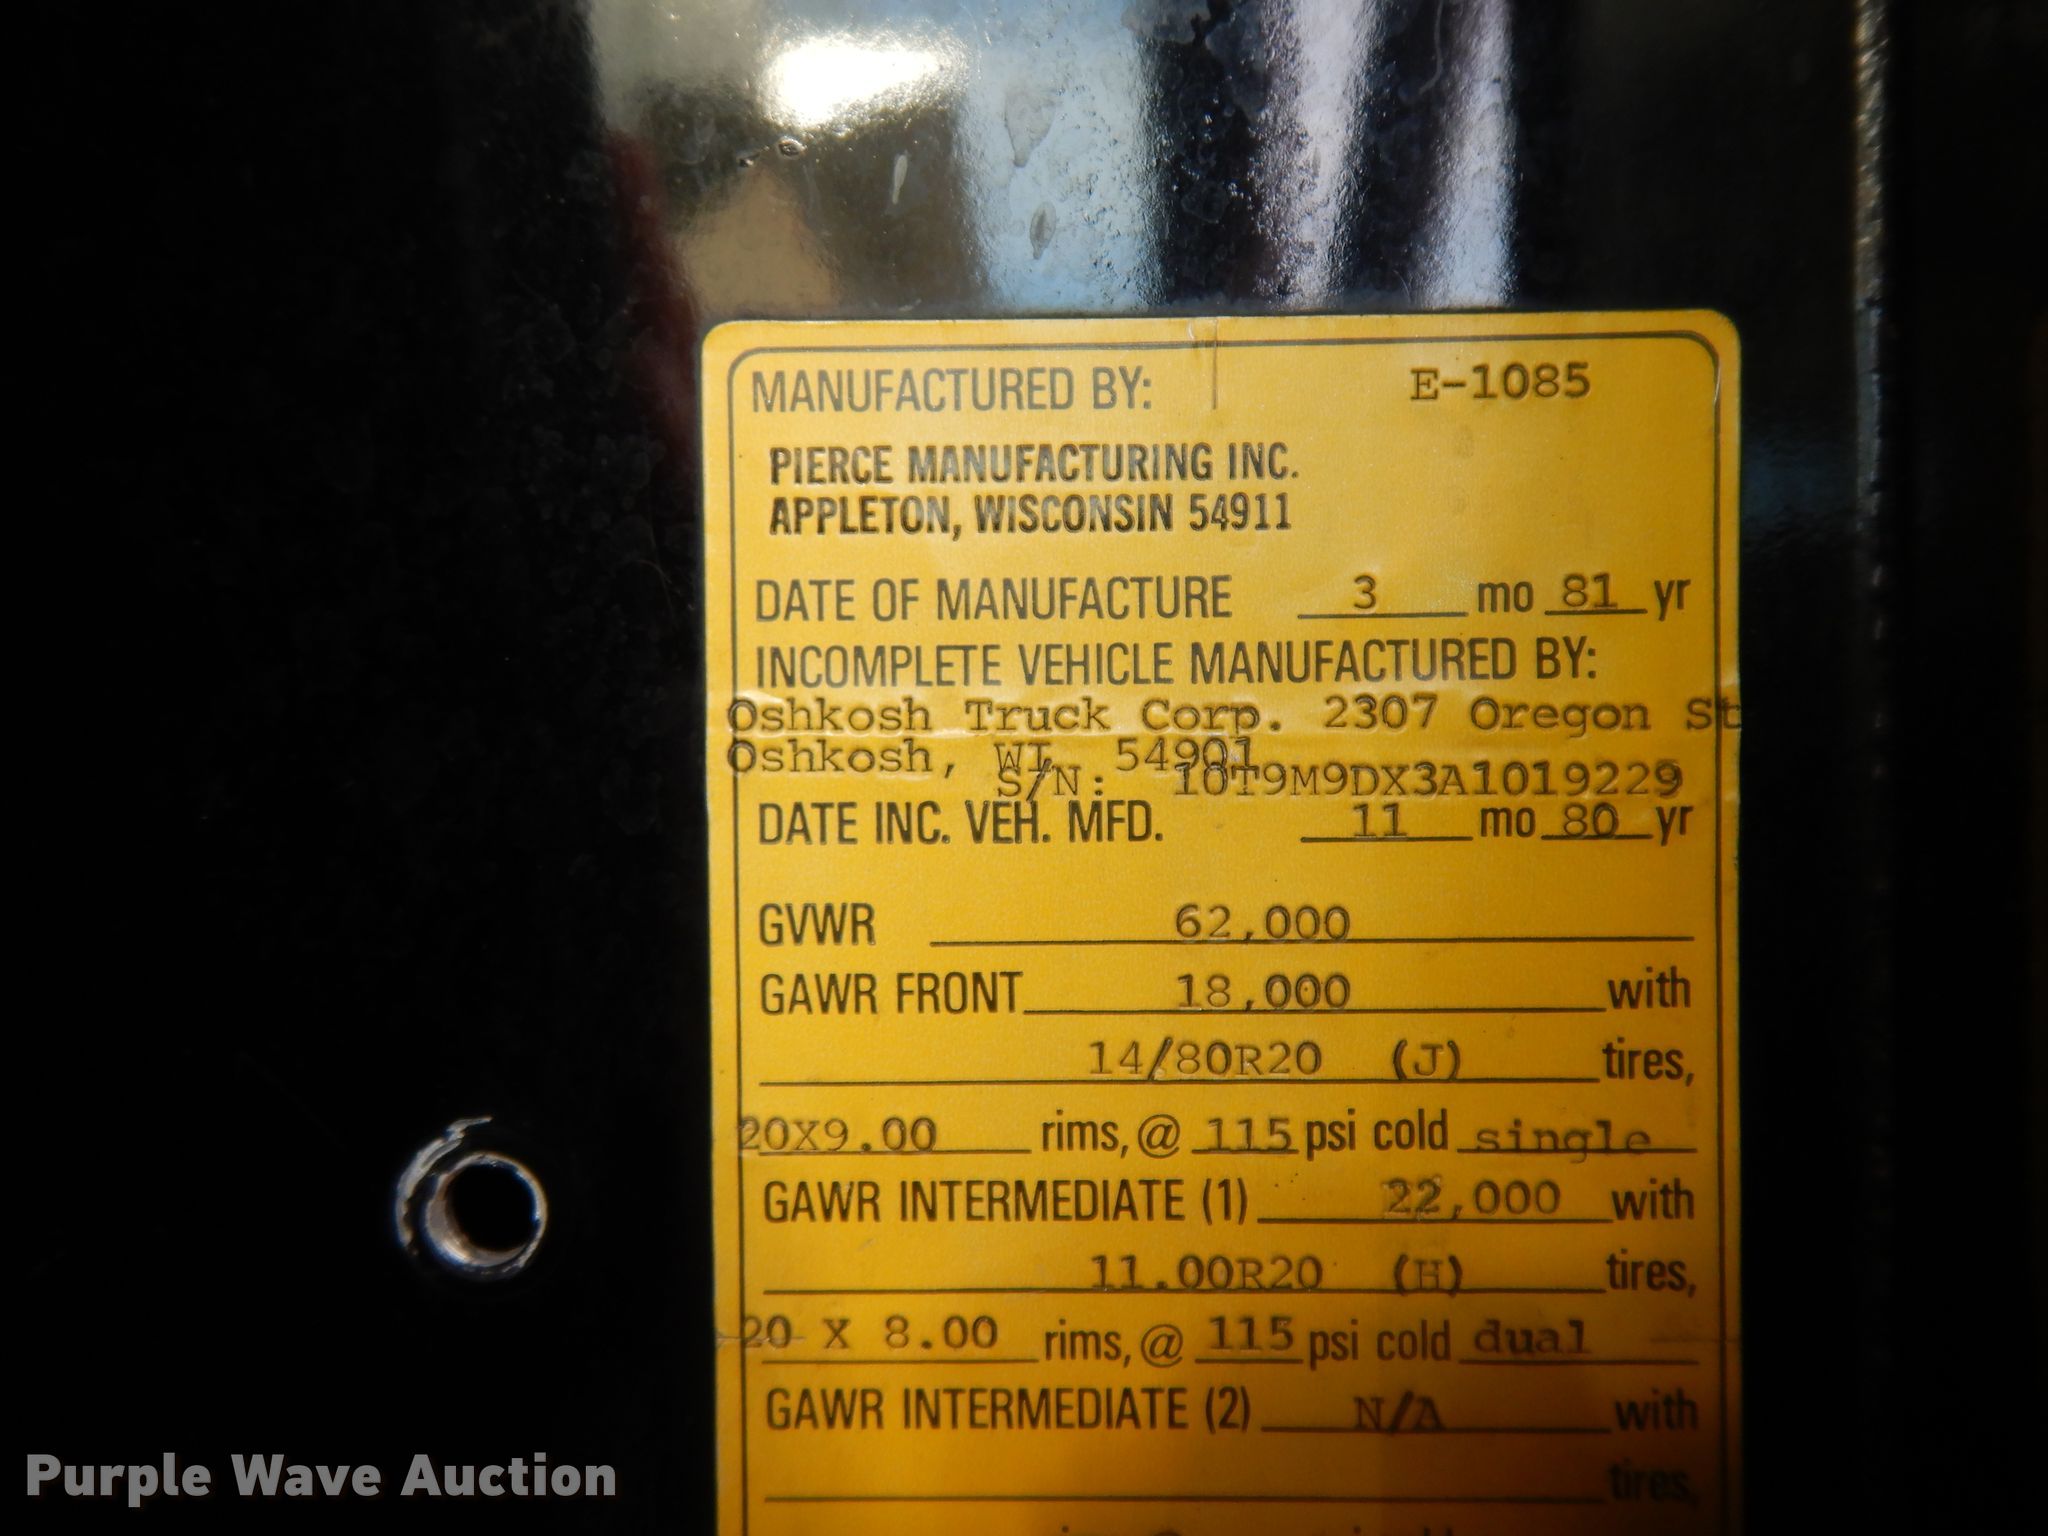 MANUFACTURED BY: E-1085
PIERCE MANUFACTURING INC.
APPLETON, WISCONSIN 54911
DATE OF MANUFACTURE 3 mo 81 yr
INCOMPLETE VEHICLE MANUFACTURED BY:
Oshkosh Truck Corp. 2307 Oregon St
Oshkosh, WI 54901
S/N: 10T9M9DX3A1019229
DATE INC. VEH. MFD. 11 mo 80 yr
GVWR 62,000
GAWR FRONT 18,000 with
14/80R20 (J) tires,
20X9.00 rims, @ 115 psi cold single
GAWR INTERMEDIATE (1) 22,000 with
11.00R20 (H) tires,
20 X 8.00 rims, @ 115 psi cold dual
GAWR INTERMEDIATE (2) N/A with
tires,
Purple Wave Auction